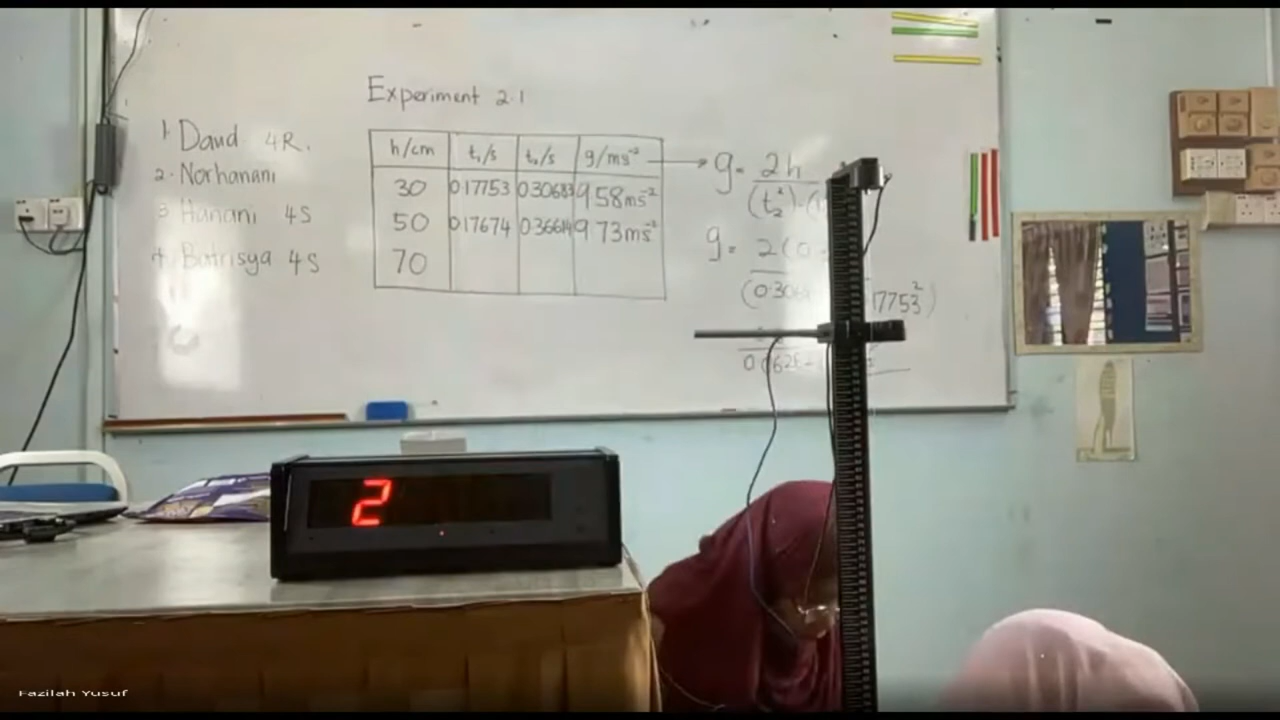 Experiment 2.1
1. Daud 4R.
2. Norhanani
3 Hanani 4S
4. Batrisya 4S
h/cm t₁/s t₂/s g/ms⁻²
30 0.17753 0.30683 9.58ms⁻²
50 0.17674 0.36614 9.73ms⁻²
70
g = 2h
(t₂²)
g = 2(0.
7753²)
2
Fazilah Yusuf